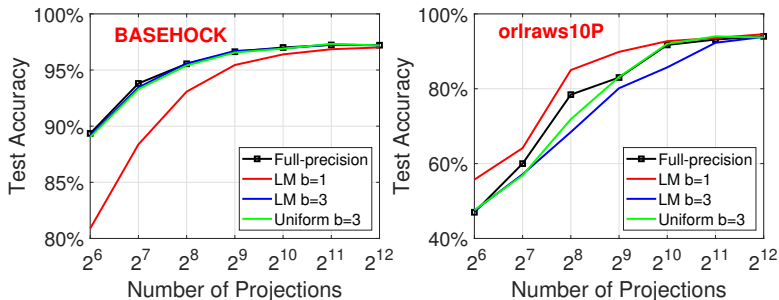 BASEHOCK
Test Accuracy
100%
95%
90%
85%
80%
Full-precision
LM b=1
LM b=3
Uniform b=3
2^6 2^7 2^8 2^9 2^10 2^11 2^12
Number of Projections
orlraws10P
Test Accuracy
100%
80%
60%
40%
Full-precision
LM b=1
LM b=3
Uniform b=3
2^6 2^7 2^8 2^9 2^10 2^11 2^12
Number of Projections